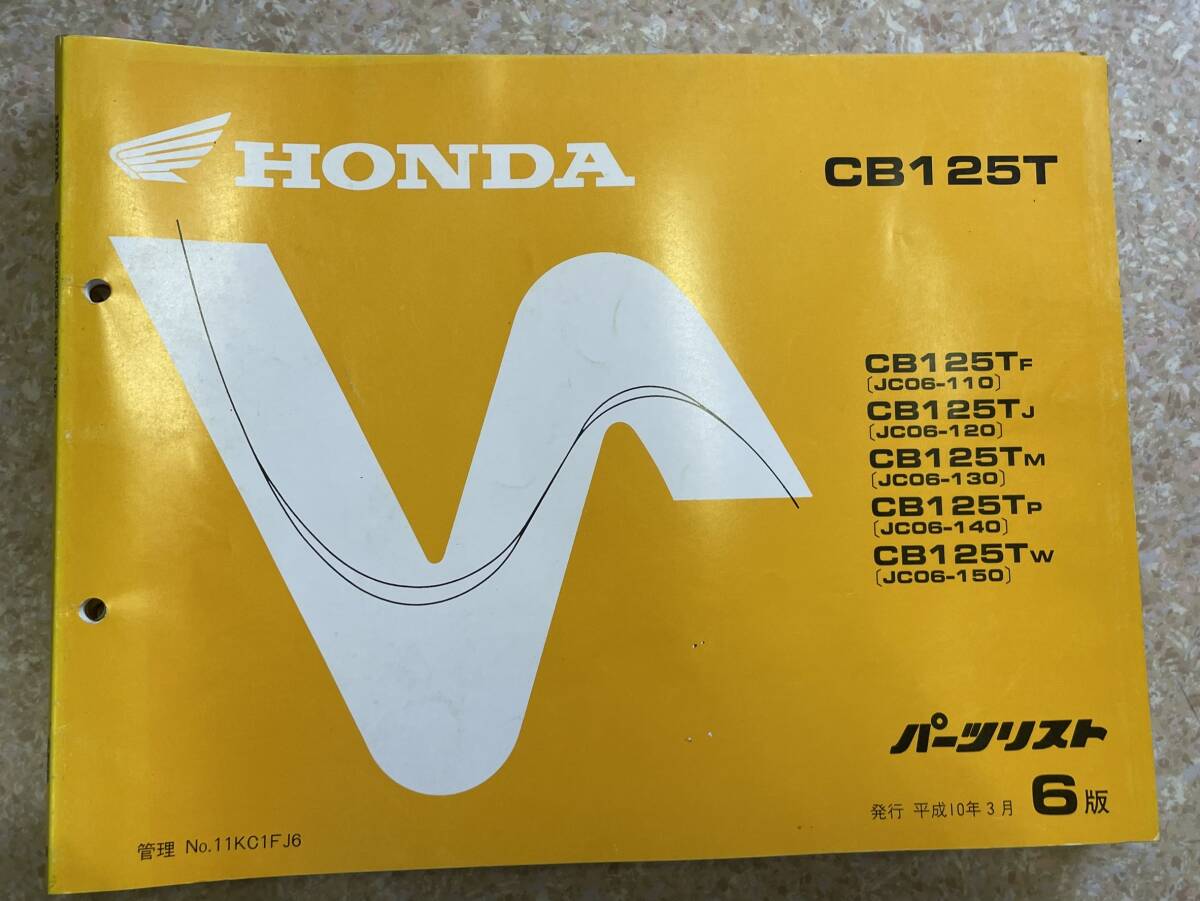 HONDA
CB125T
CB125TF
〔JC06-110〕
CB125TJ
〔JC06-120〕
CB125TM
〔JC06-130〕
CB125TP
〔JC06-140〕
CB125TW
〔JC06-150〕
パーツリスト
発行 平成10年3月 6版
管理 No.11KC1FJ6